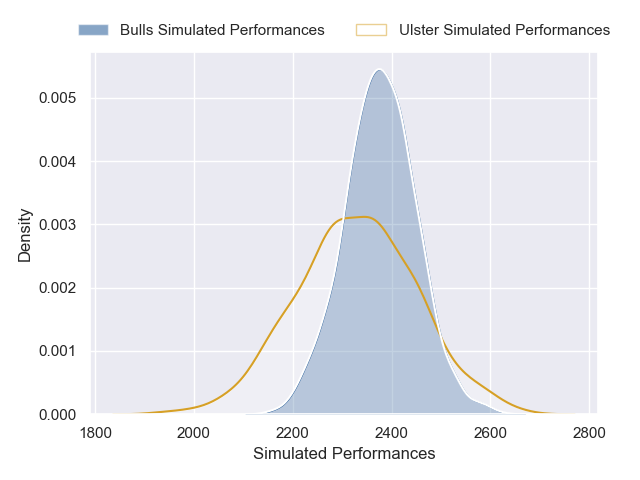 Bulls Simulated Performances
Ulster Simulated Performances
0.005
0.004
0.003
0.002
0.001
0.000
Density
1800 2000 2200 2400 2600 2800
Simulated Performances